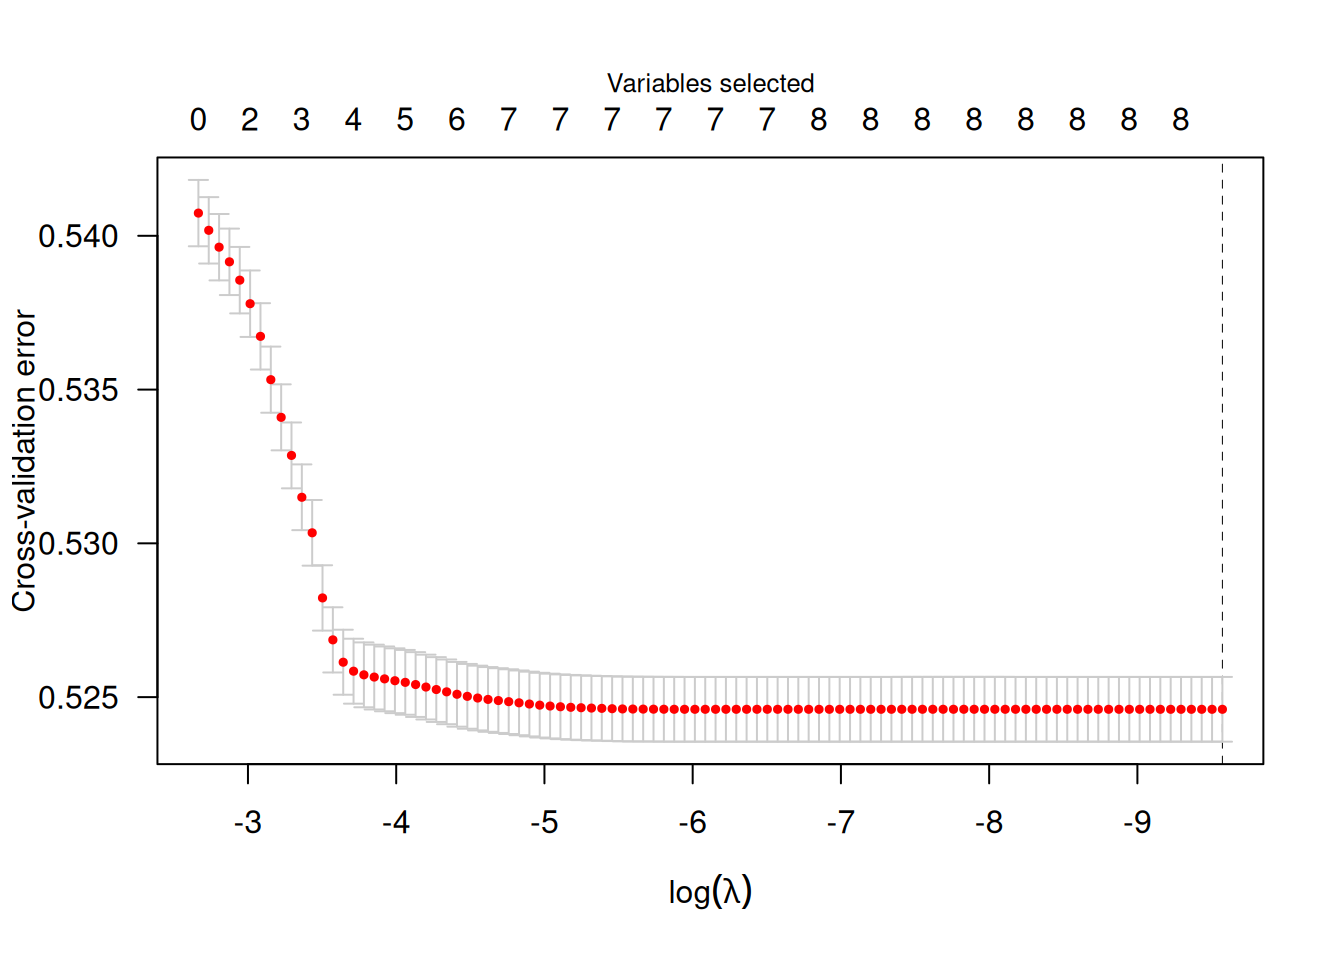 Variables selected
0 2 3 4 5 6 7 7 7 7 7 7 8 8 8 8 8 8 8 8
0.540
0.535
0.530
0.525
Cross-validation error
-3 -4 -5 -6 -7 -8 -9
log(λ)